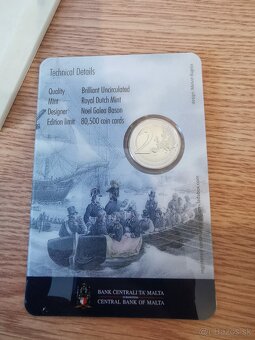 Technical Details
Quality Brilliant Uncirculated
Mint Royal Dutch Mint
Designer Noel Galea Bason
Edition limit 80,500 coin cards
2
BANK ĊENTRALI TA' MALTA
CENTRAL BANK OF MALTA